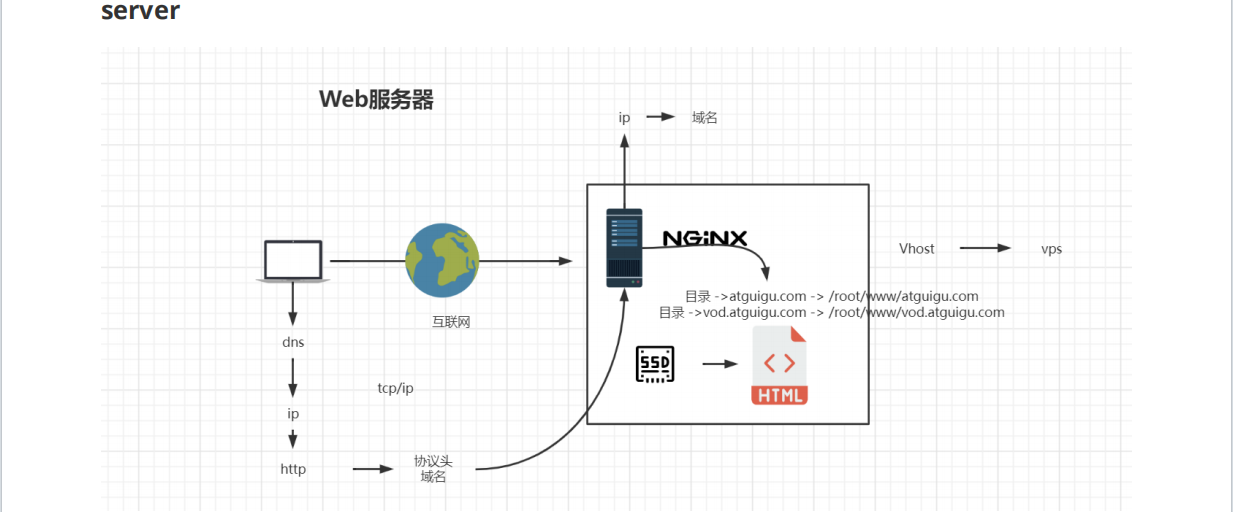 server
Web服务器
ip
域名
NGiNX
Vhost
vps
目录 ->atguigu.com -> /root/www/atguigu.com
目录 ->vod.atguigu.com -> /root/www/vod.atguigu.com
互联网
dns
SSD
HTML
tcp/ip
ip
http
协议头
域名